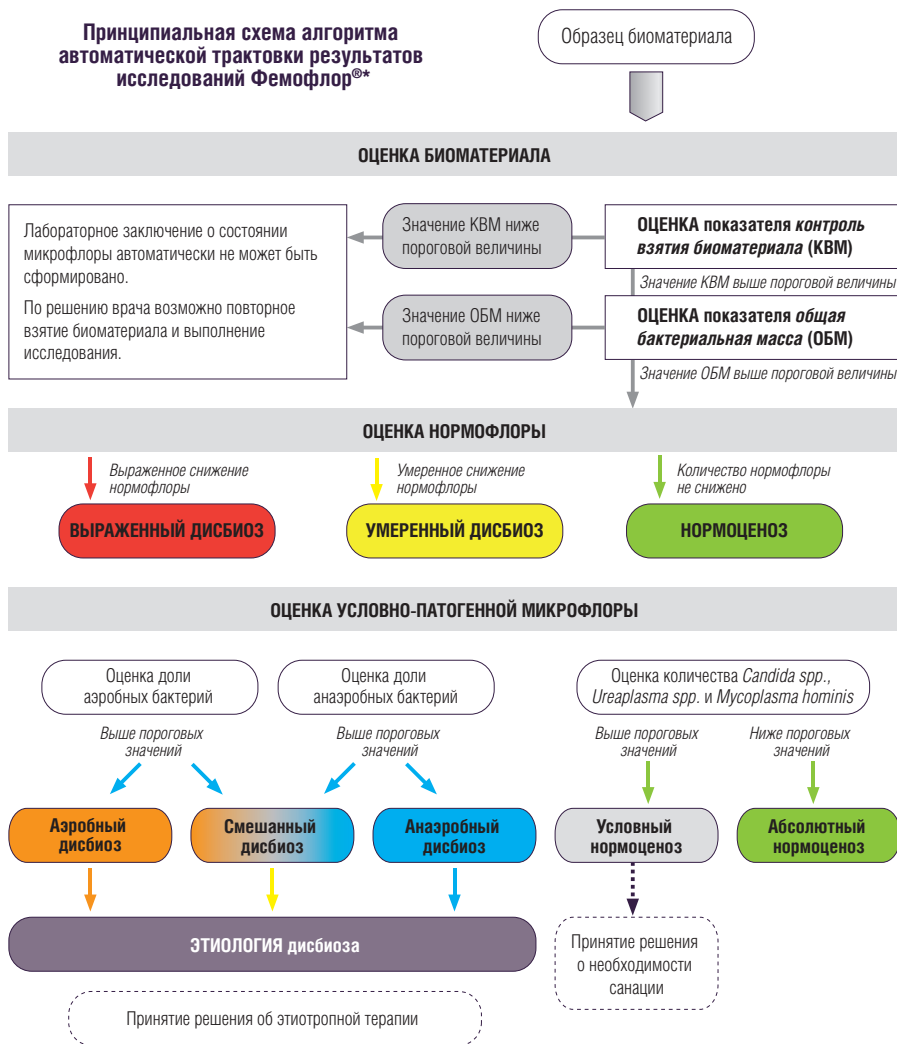 Принципиальная схема алгоритма
автоматической трактовки результатов
исследований Фемофлор®*
Образец биоматериала
ОЦЕНКА БИОМАТЕРИАЛА
Лабораторное заключение о состоянии
микрофлоры автоматически не может быть
сформировано.
По решению врача возможно повторное
взятие биоматериала и выполнение
исследования.
Значение КВМ ниже
пороговой величины
ОЦЕНКА показателя контроль
взятия биоматериала (КВМ)
Значение КВМ выше пороговой величины
Значение ОБМ ниже
пороговой величины
ОЦЕНКА показателя общая
бактериальная масса (ОБМ)
Значение ОБМ выше пороговой величины
ОЦЕНКА НОРМОФЛОРЫ
Выраженное снижение
нормофлоры
Умеренное снижение
нормофлоры
Количество нормофлоры
не снижено
ВЫРАЖЕННЫЙ ДИСБИОЗ
УМЕРЕННЫЙ ДИСБИОЗ
НОРМОЦЕНОЗ
ОЦЕНКА УСЛОВНО-ПАТОГЕННОЙ МИКРОФЛОРЫ
Оценка доли
аэробных бактерий
Оценка доли
анаэробных бактерий
Оценка количества Candida spp.,
Ureaplasma spp. и Mycoplasma hominis
Выше пороговых
значений
Выше пороговых
значений
Выше пороговых
значений
Ниже пороговых
значений
Аэробный
дисбиоз
Смешанный
дисбиоз
Анаэробный
дисбиоз
Условный
нормоценоз
Абсолютный
нормоценоз
ЭТИОЛОГИЯ дисбиоза
Принятие решения
о необходимости
санации
Принятие решения об этиотропной терапии